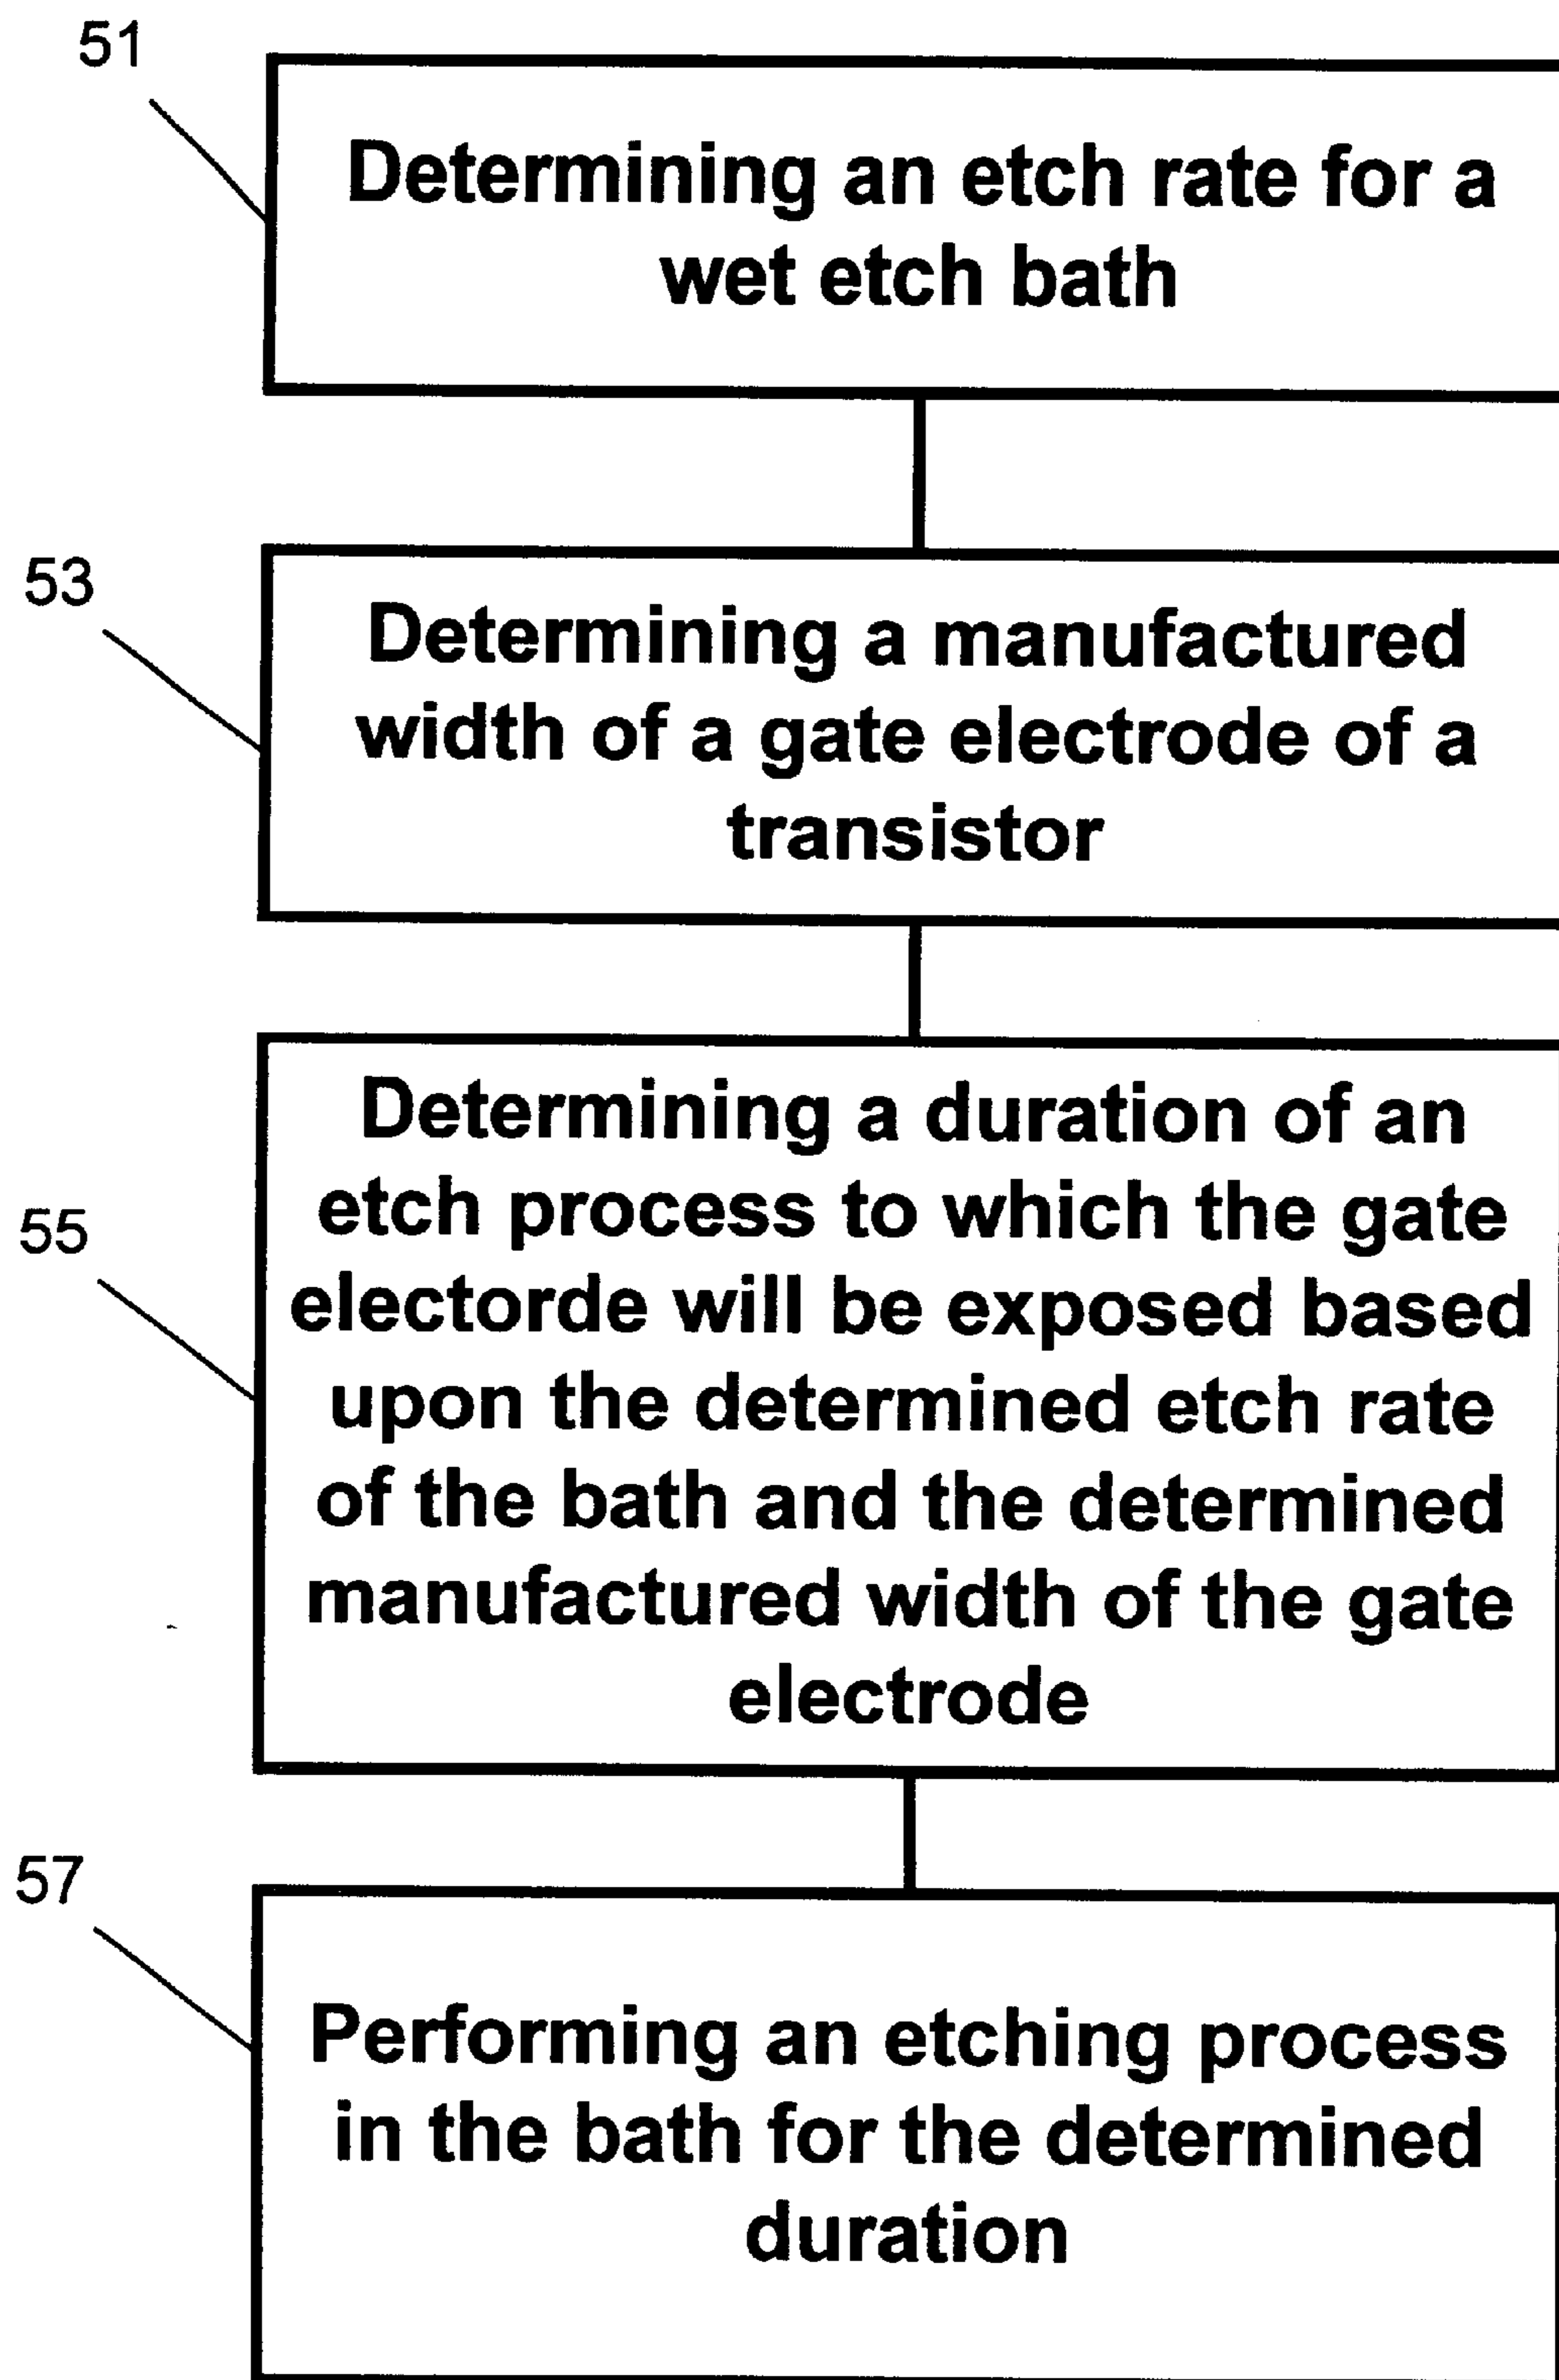 51
Determining an etch rate for a
wet etch bath
53
Determining a manufactured
width of a gate electrode of a
transistor
55
Determining a duration of an
etch process to which the gate
electorde will be exposed based
upon the determined etch rate
of the bath and the determined
manufactured width of the gate
electrode
57
Performing an etching process
in the bath for the determined
duration